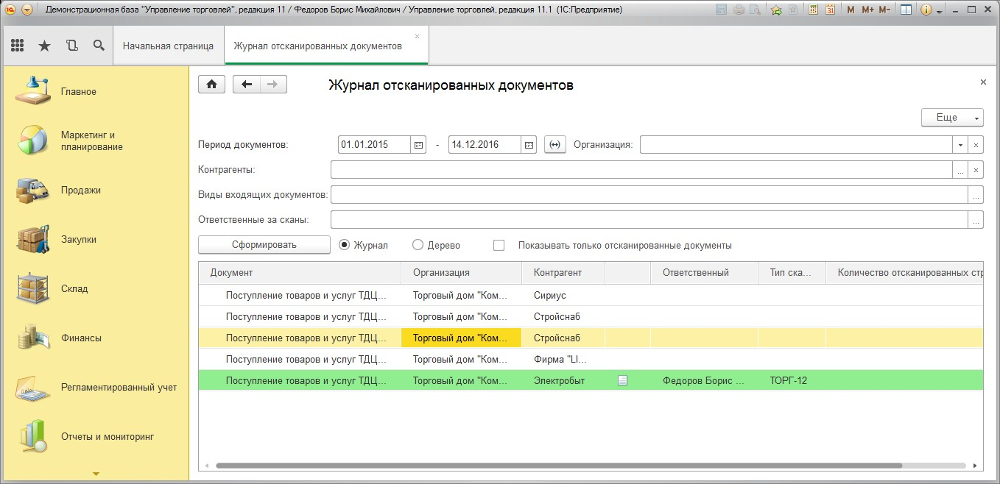 Демонстрационная база "Управление торговлей", редакция 11 / Федоров Борис Михайлович / Управление торговлей, редакция 11.1 (1С:Предприятие)
M M+ M-
Начальная страница
Журнал отсканированных документов
Главное
Маркетинг и
планирование
Продажи
Закупки
Склад
Финансы
Регламентированный учет
Отчеты и мониторинг
Журнал отсканированных документов
Еще
Период документов: 01.01.2015 - 14.12.2016 Организация:
Контрагенты: ...
Виды входящих документов: ...
Ответственные за сканы: ...
Сформировать Журнал Дерево Показывать только отсканированные документы
Документ Организация Контрагент Ответственный Тип ска... Количество отсканированных стр
Поступление товаров и услуг ТДЦ... Торговый дом "Ком... Сириус
Поступление товаров и услуг ТДЦ... Торговый дом "Ком... Стройснаб
Поступление товаров и услуг ТДЦ... Торговый дом "Ком... Стройснаб
Поступление товаров и услуг ТДЦ... Торговый дом "Ком... Фирма "LI...
Поступление товаров и услуг ТДЦ... Торговый дом "Ком... Электробыт Федоров Борис ... ТОРГ-12